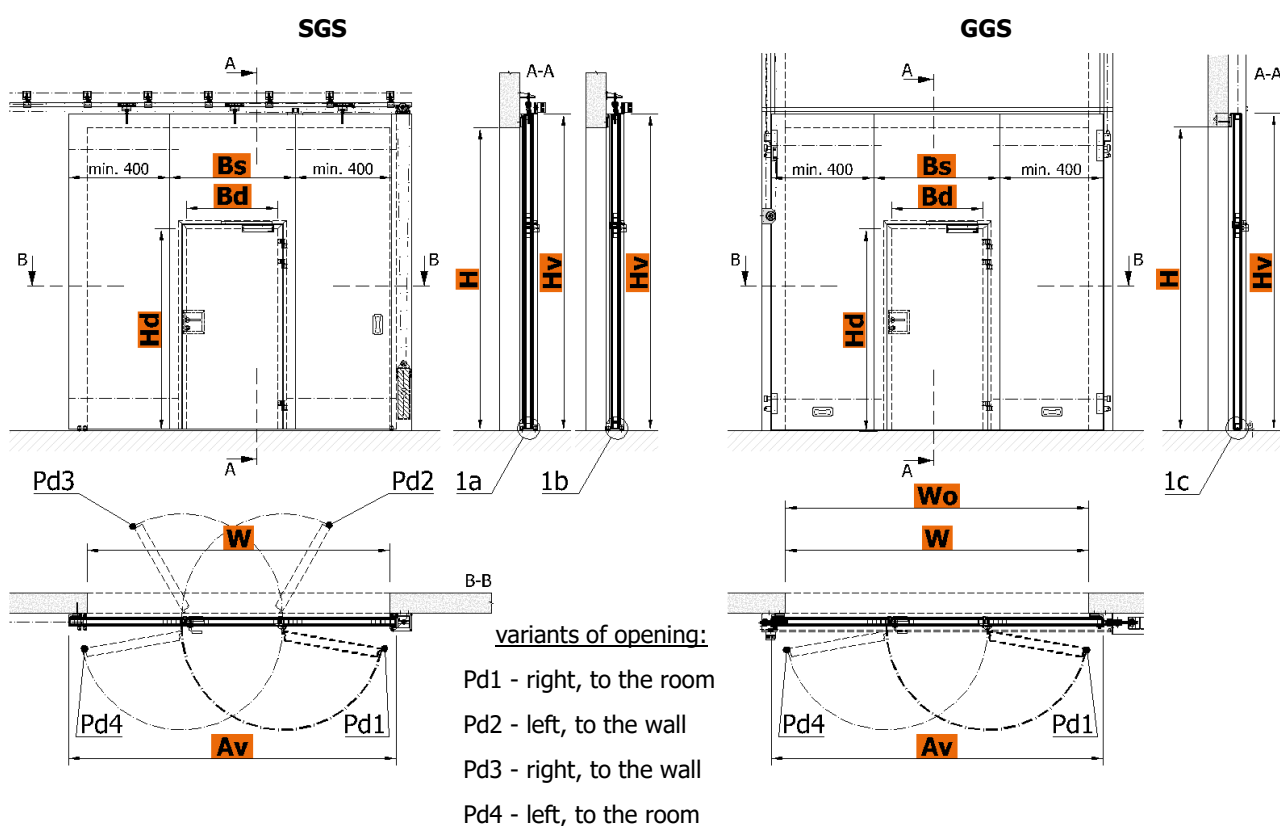 SGS
GGS
A
A-A
A
A-A
min. 400
Bs
min. 400
min. 400
Bs
min. 400
Bd
Bd
B
B
B
B
H
Hv
Hv
H
Hv
Hd
Hd
A
A
1a
1b
1c
Pd3
Pd2
Wo
W
W
B-B
variants of opening:
Pd1 - right, to the room
Pd2 - left, to the wall
Pd3 - right, to the wall
Pd4 - left, to the room
Pd4
Pd1
Pd4
Pd1
Av
Av